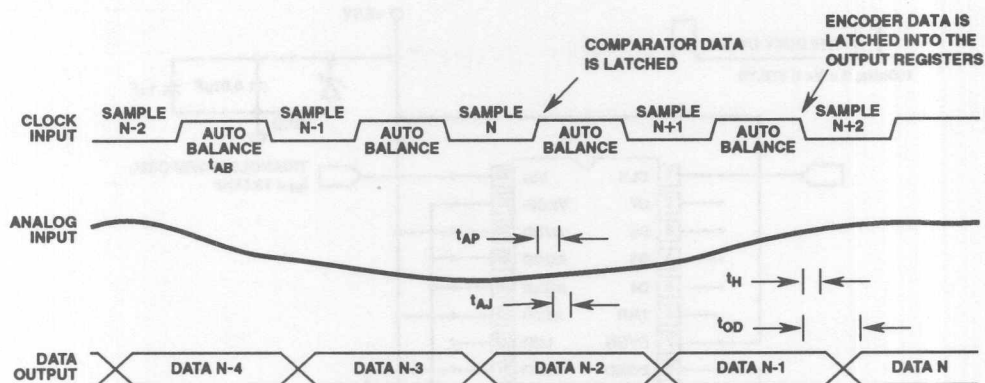 ENCODER DATA IS
LATCHED INTO THE
OUTPUT REGISTERS
COMPARATOR DATA
IS LATCHED
CLOCK
INPUT
SAMPLE
N-2
SAMPLE
N-1
SAMPLE
N
SAMPLE
N+1
SAMPLE
N+2
AUTO
BALANCE
tAB
AUTO
BALANCE
AUTO
BALANCE
AUTO
BALANCE
ANALOG
INPUT
tAP
tAJ
tH
tOD
DATA
OUTPUT
DATA N-4
DATA N-3
DATA N-2
DATA N-1
DATA N